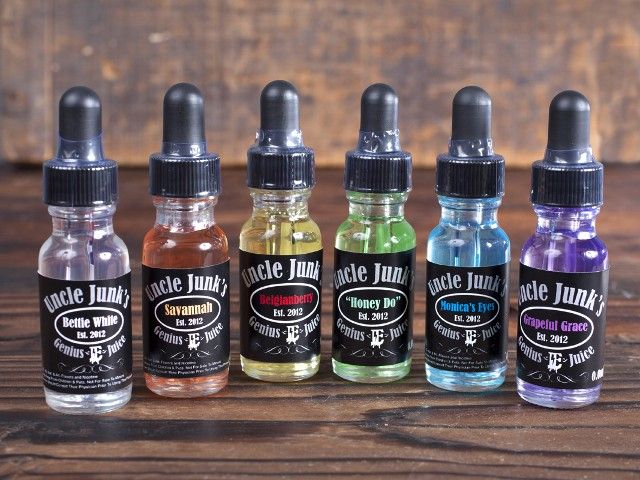 Uncle Junk's
Bettie White
Est. 2012
Genius Juice
Uncle Junk's
Savannah
Est. 2012
Genius Juice
Uncle Junk's
Belgianberry
Est. 2012
Genius Juice
Uncle Junk's
"Honey Do"
Est. 2012
Genius Juice
Uncle Junk's
Monica's Eyes
Est. 2012
Genius Juice
Uncle Junk's
Grapeful Grace
Est. 2012
Genius Juice